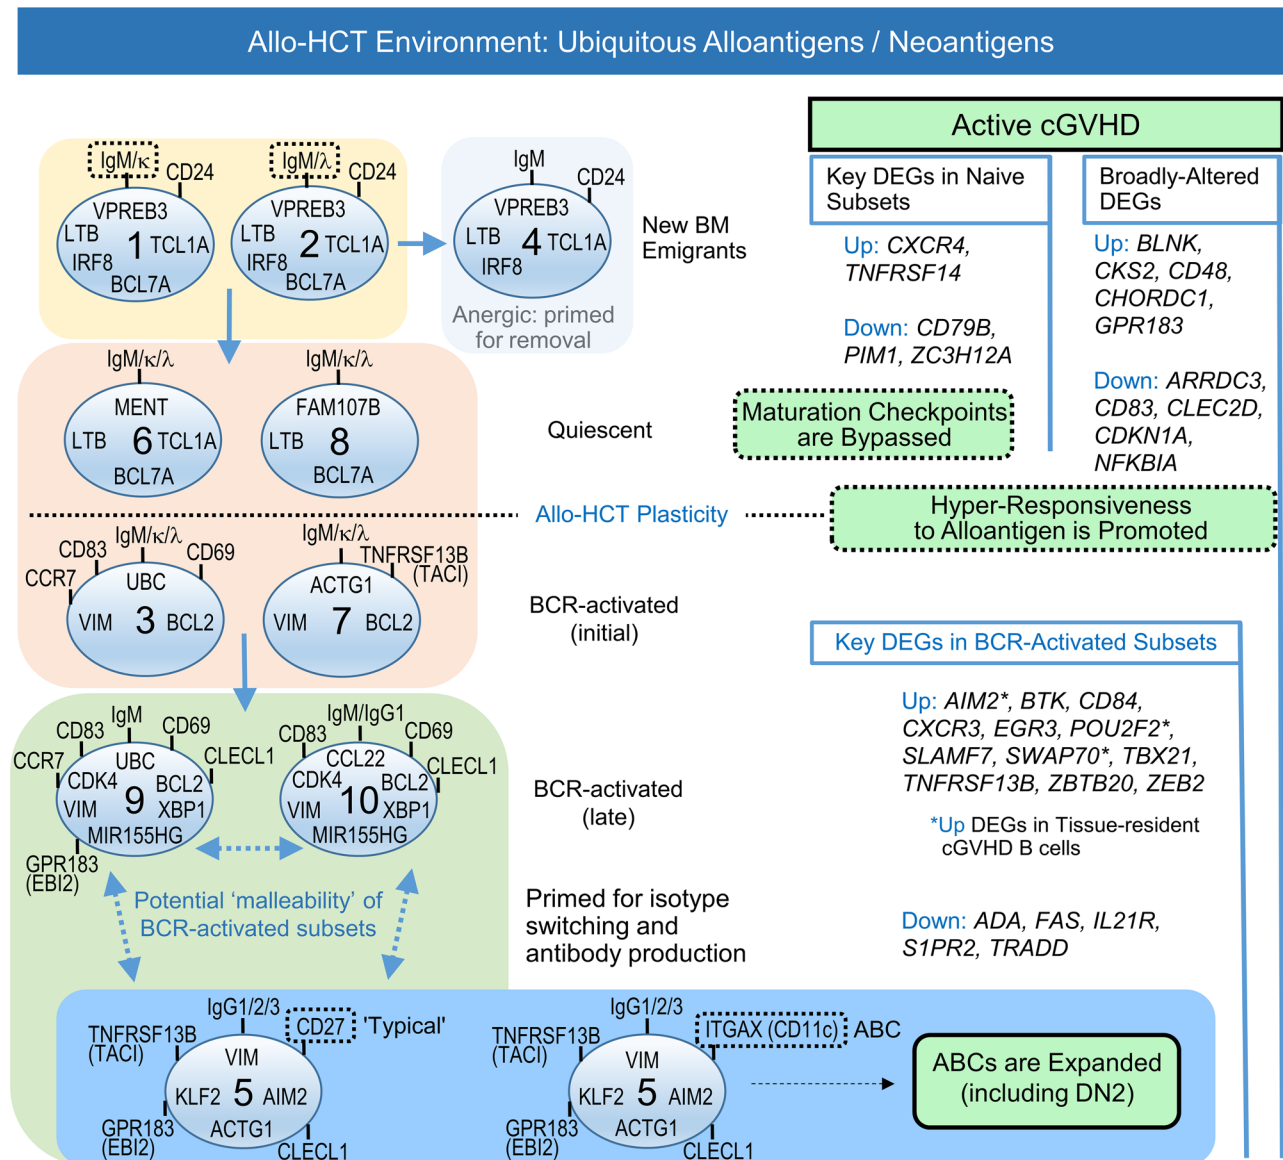 Allo-HCT Environment: Ubiquitous Alloantigens / Neoantigens
IgM/κ
CD24
VPREB3
LTB
1
TCL1A
IRF8
BCL7A
IgM/λ
CD24
VPREB3
LTB
2
TCL1A
IRF8
BCL7A
IgM
CD24
VPREB3
LTB
4
TCL1A
IRF8
Anergic: primed
for removal
New BM
Emigrants
IgM/κ/λ
MENT
LTB
6
TCL1A
BCL7A
IgM/κ/λ
FAM107B
LTB
8
BCL7A
Quiescent
Allo-HCT Plasticity
IgM/κ/λ
CD83
CD69
CCR7
UBC
VIM
3
BCL2
IgM/κ/λ
TNFRSF13B
(TACI)
ACTG1
VIM
7
BCL2
BCR-activated
(initial)
IgM
CD83
CD69
CCR7
CLECL1
UBC
CDK4
BCL2
VIM
9
XBP1
MIR155HG
GPR183
(EBI2)
IgM/IgG1
CD83
CD69
CLECL1
CCL22
CDK4
BCL2
VIM
10
XBP1
MIR155HG
BCR-activated
(late)
Potential ‘malleability’ of
BCR-activated subsets
Primed for isotype
switching and
antibody production
IgG1/2/3
TNFRSF13B
(TACI)
CD27
'Typical'
VIM
KLF2
5
AIM2
ACTG1
GPR183
(EBI2)
CLECL1
IgG1/2/3
TNFRSF13B
(TACI)
ITGAX (CD11c)
ABC
VIM
KLF2
5
AIM2
ACTG1
GPR183
(EBI2)
CLECL1
ABCs are Expanded
(including DN2)
Active cGVHD
Key DEGs in Naive
Subsets
Up: CXCR4,
TNFRSF14
Down: CD79B,
PIM1, ZC3H12A
Maturation Checkpoints
are Bypassed
Broadly-Altered
DEGs
Up: BLNK,
CKS2, CD48,
CHORDC1,
GPR183
Down: ARRDC3,
CD83, CLEC2D,
CDKN1A,
NFKBIA
Hyper-Responsiveness
to Alloantigen is Promoted
Key DEGs in BCR-Activated Subsets
Up: AIM2*, BTK, CD84,
CXCR3, EGR3, POU2F2*,
SLAMF7, SWAP70*, TBX21,
TNFRSF13B, ZBTB20, ZEB2
*Up DEGs in Tissue-resident
cGVHD B cells
Down: ADA, FAS, IL21R,
S1PR2, TRADD